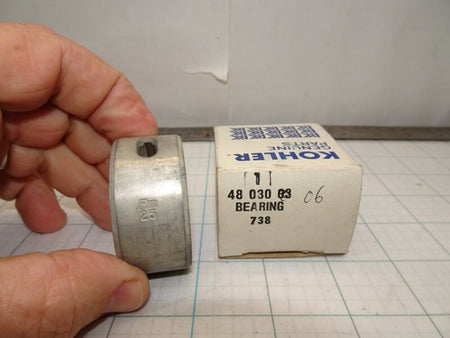 KOHLER
GENUINE
PARTS
1
48 030 03 06
BEARING
738